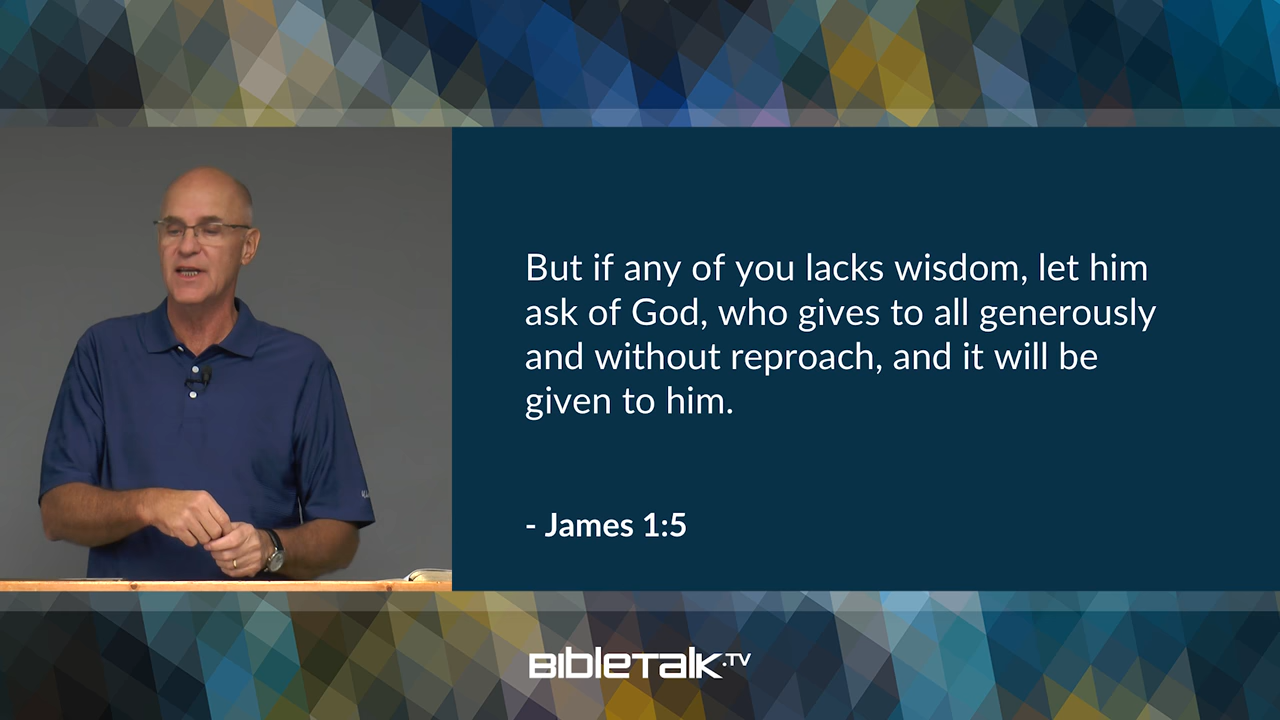 But if any of you lacks wisdom, let him
ask of God, who gives to all generously
and without reproach, and it will be
given to him.
- James 1:5
BIBLETALK.TV